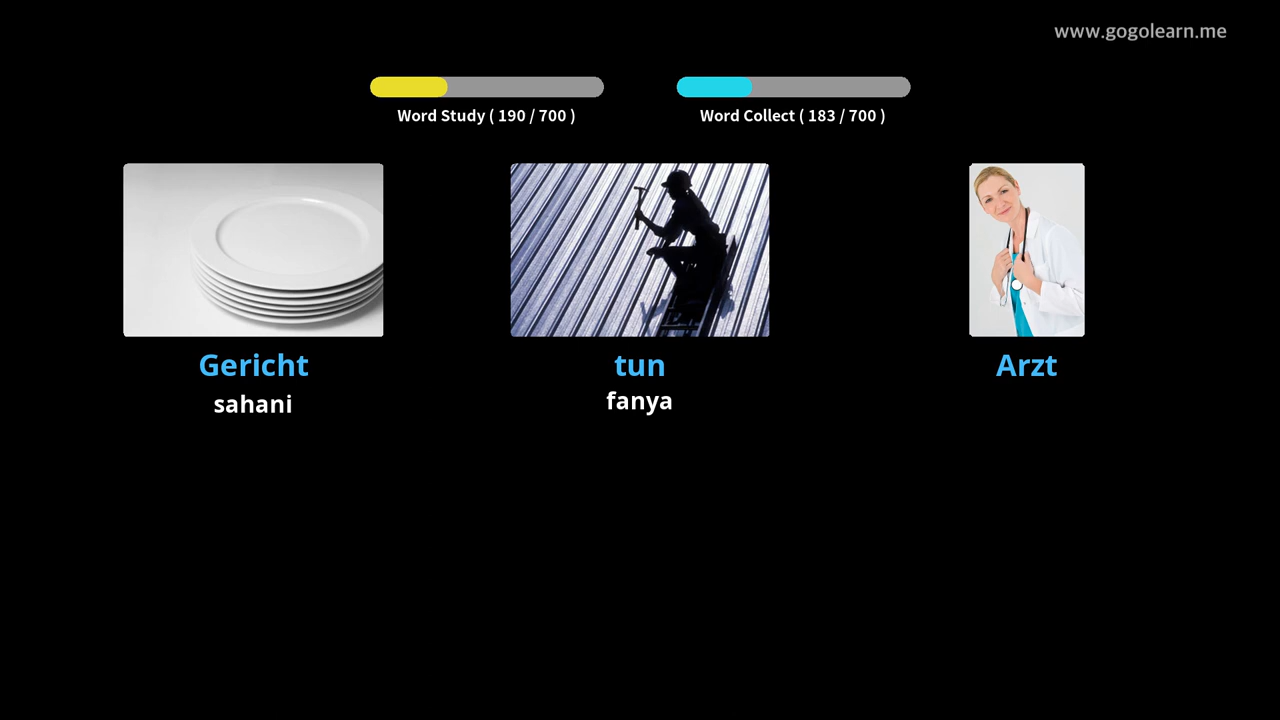 www.gogolearn.me
Word Study ( 190 / 700 )
Word Collect ( 183 / 700 )
Gericht
sahani
tun
fanya
Arzt